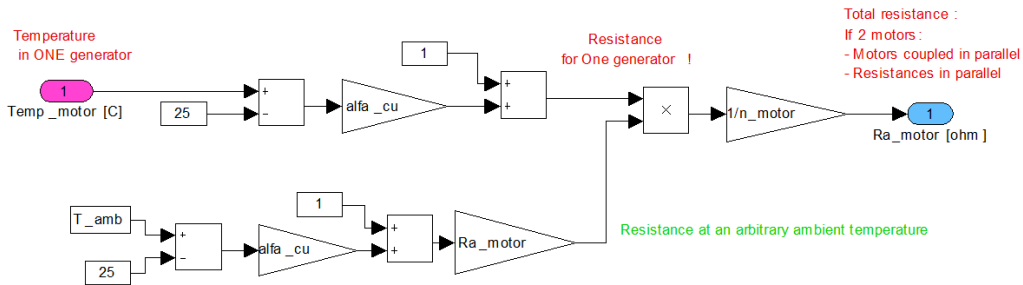 Temperature
in ONE generator
1
Temp _motor [C]
25
+
−
alfa _cu
1
+
+
Resistance
for One generator !
×
1/n_motor
Total resistance :
If 2 motors :
- Motors coupled in parallel
- Resistances in parallel
1
Ra_motor [ohm ]
T _amb
25
+
−
alfa _cu
1
+
+
Ra _motor
Resistance at an arbitrary ambient temperature